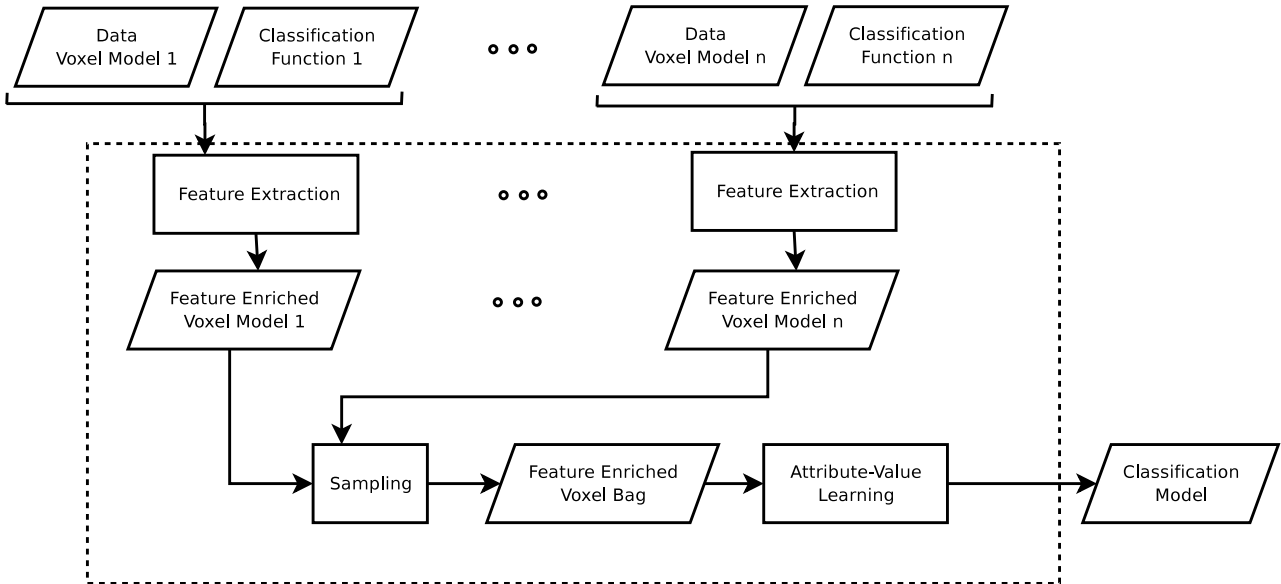 Data
Voxel Model 1
Classification
Function 1
Data
Voxel Model n
Classification
Function n
Feature Extraction
Feature Extraction
Feature Enriched
Voxel Model 1
Feature Enriched
Voxel Model n
Sampling
Feature Enriched
Voxel Bag
Attribute-Value
Learning
Classification
Model